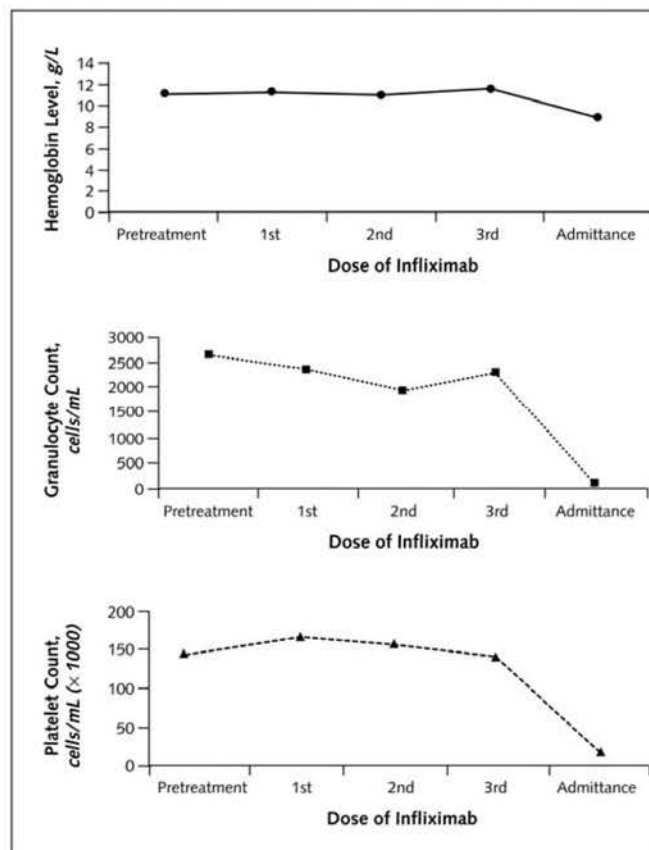 Hemoglobin Level, g/L
14
12
10
8
6
4
2
0
Pretreatment 1st 2nd 3rd Admittance
Dose of Infliximab
Granulocyte Count,
cells/mL
3000
2500
2000
1500
1000
500
0
Pretreatment 1st 2nd 3rd Admittance
Dose of Infliximab
Platelet Count,
cells/mL (× 1000)
200
150
100
50
0
Pretreatment 1st 2nd 3rd Admittance
Dose of Infliximab